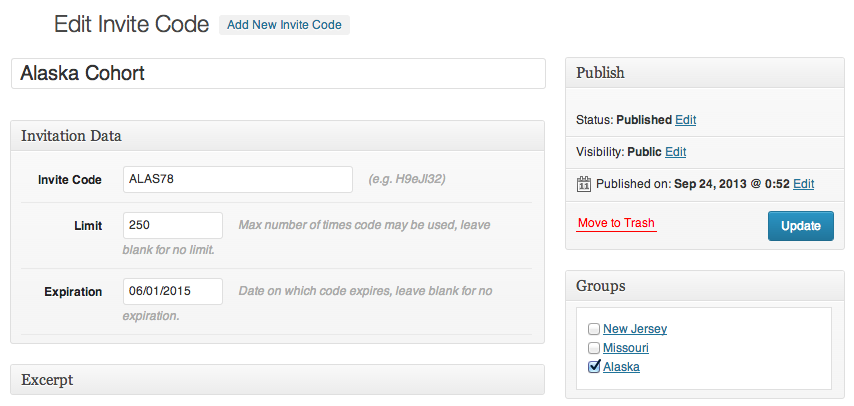 Edit Invite Code Add New Invite Code
Alaska Cohort
Invitation Data
Invite Code ALAS78 (e.g. H9eJl32)
Limit 250 Max number of times code may be used, leave
blank for no limit.
Expiration 06/01/2015 Date on which code expires, leave blank for no
expiration.
Excerpt
Publish
Status: Published Edit
Visibility: Public Edit
11 Published on: Sep 24, 2013 @ 0:52 Edit
Move to Trash Update
Groups
New Jersey
Missouri
Alaska